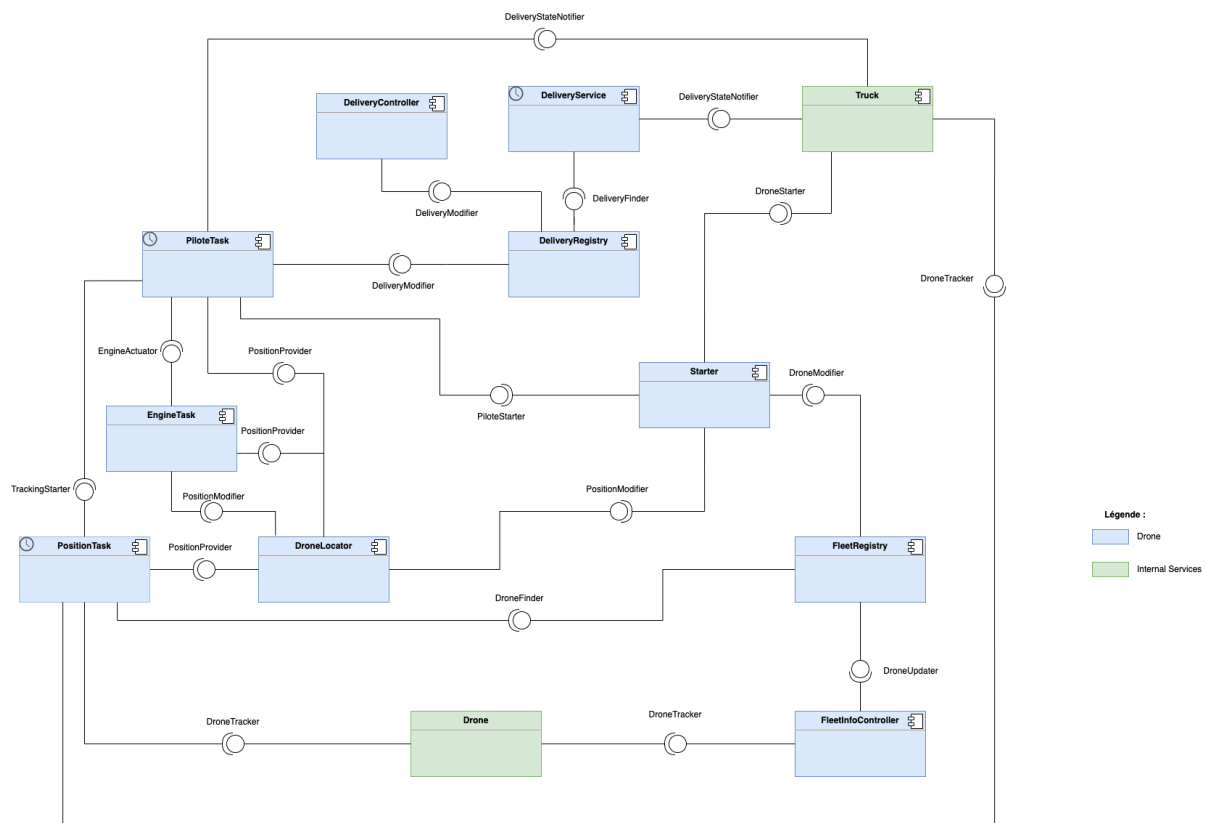 DeliveryStateNotifier
DeliveryController
DeliveryService
DeliveryStateNotifier
Truck
DroneStarter
DeliveryFinder
DeliveryModifier
PiloteTask
DeliveryRegistry
DroneTracker
DeliveryModifier
EngineActuator
PositionProvider
Starter
DroneModifier
EngineTask
PiloteStarter
PositionProvider
TrackingStarter
PositionModifier
PositionModifier
Légende :
Drone
PositionTask
PositionProvider
DroneLocator
FleetRegistry
Internal Services
DroneFinder
DroneUpdater
DroneTracker
Drone
DroneTracker
FleetInfoController